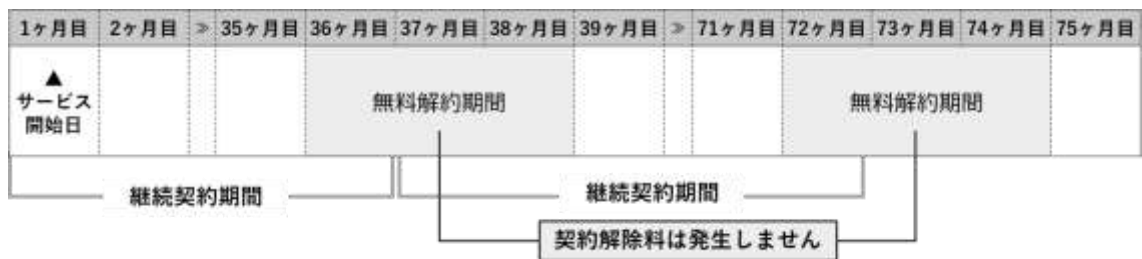 1ヶ月目 2ヶ月目 ≫ 35ヶ月目 36ヶ月目 37ヶ月目 38ヶ月目 39ヶ月目 ≫ 71ヶ月目 72ヶ月目 73ヶ月目 74ヶ月目 75ヶ月目
▲
サービス
開始日
無料解約期間 無料解約期間
継続契約期間 継続契約期間
契約解除料は発生しません